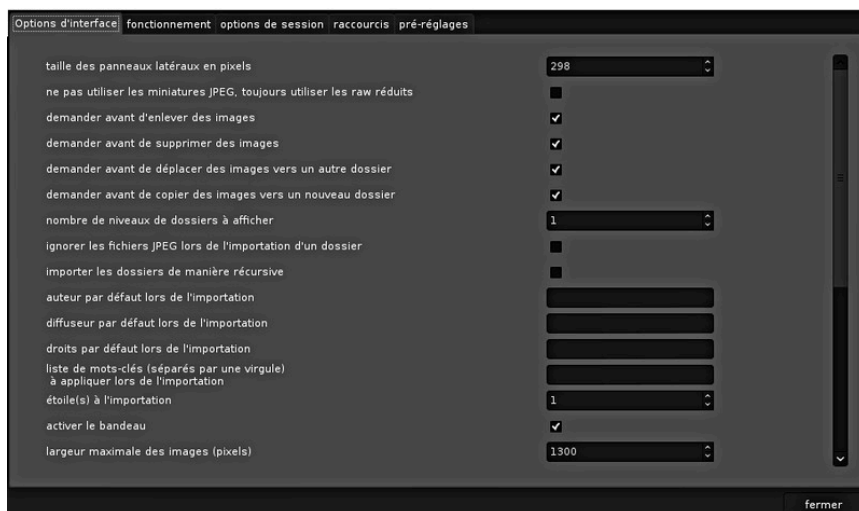 Options d'interface fonctionnement options de session raccourcis pré-réglages
taille des panneaux latéraux en pixels 298
ne pas utiliser les miniatures JPEG, toujours utiliser les raw réduits
demander avant d'enlever des images
demander avant de supprimer des images
demander avant de déplacer des images vers un autre dossier
demander avant de copier des images vers un nouveau dossier
nombre de niveaux de dossiers à afficher 1
ignorer les fichiers JPEG lors de l'importation d'un dossier
importer les dossiers de manière récursive
auteur par défaut lors de l'importation
diffuseur par défaut lors de l'importation
droits par défaut lors de l'importation
liste de mots-clés (séparés par une virgule)
à appliquer lors de l'importation
étoile(s) à l'importation 1
activer le bandeau
largeur maximale des images (pixels) 1300
fermer